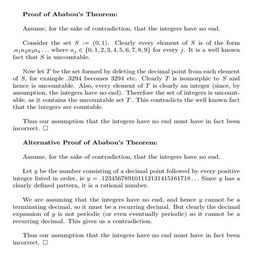 Proof of Ababou's Theorem:
Assume, for the sake of contradiction, that the integers have no end.
Consider the set S := (0, 1). Clearly every element of S is of the form
.a₁a₂a₃a₄ . . ., where aⱼ ∈ {0, 1, 2, 3, 4, 5, 6, 7, 8, 9} for every j. It is a well known
fact that S is uncountable.
Now let T be the set formed by deleting the decimal point from each element
of S, for example .3294 becomes 3294 etc. Clearly T is isomorphic to S and
hence is uncountable. Also, every element of T is clearly an integer (since, by
assumption, the integers have no end). Therefore the set of integers is uncount-
able, as it contains the uncountable set T. This contradicts the well known fact
that the integers are countable.
Thus our assumption that the integers have no end must have in fact been
incorrect. □
Alternative Proof of Ababou's Theorem:
Assume, for the sake of contradiction, that the integers have no end.
Let y be the number consisting of a decimal point followed by every positive
integer listed in order, ie y = .123456789101112131415161718 . . . Since y has a
clearly defined pattern, it is a rational number.
We are assuming that the integers have no end, and hence y cannot be a
terminating decimal, so it must be a recurring decimal. But clearly the decimal
expansion of y is not periodic (or even eventually periodic) so it cannot be a
recurring decimal. This gives us a contradiction.
Thus our assumption that the integers have no end must have in fact been
incorrect. □